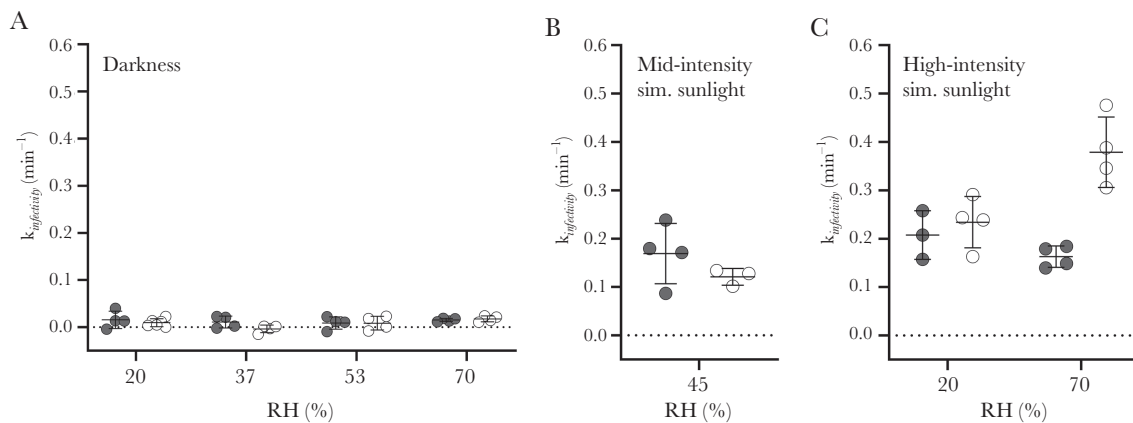 A
0.6
0.5
0.4
0.3
0.2
0.1
0.0
k infectivity (min−1)
Darkness
20 37 53 70
RH (%)
B
0.6
0.5
0.4
0.3
0.2
0.1
0.0
k infectivity (min−1)
Mid-intensity
sim. sunlight
45
RH (%)
C
0.6
0.5
0.4
0.3
0.2
0.1
0.0
k infectivity (min−1)
High-intensity
sim. sunlight
20 70
RH (%)